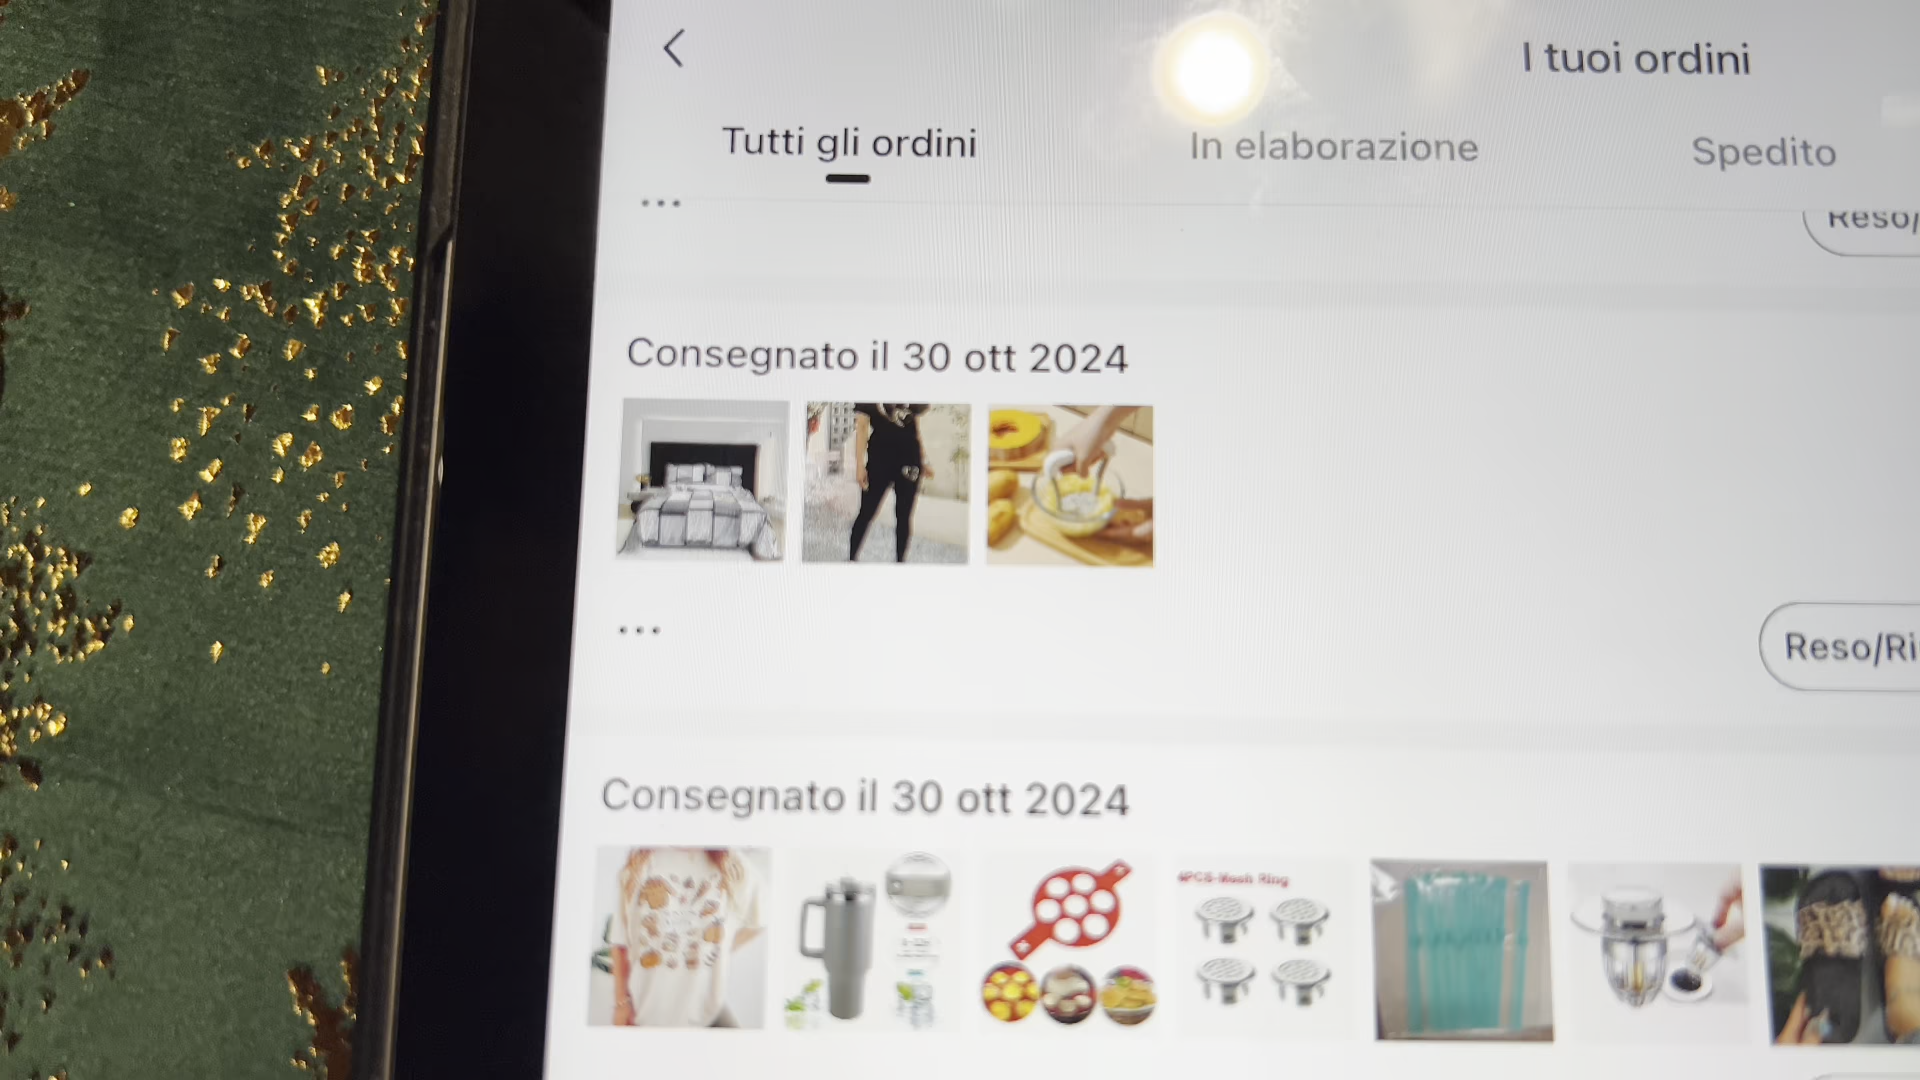 I tuoi ordini
Tutti gli ordini
In elaborazione
Spedito
...
Reso/
Consegnato il 30 ott 2024
...
Reso/Ri
Consegnato il 30 ott 2024
4PCS-Mesh Ring